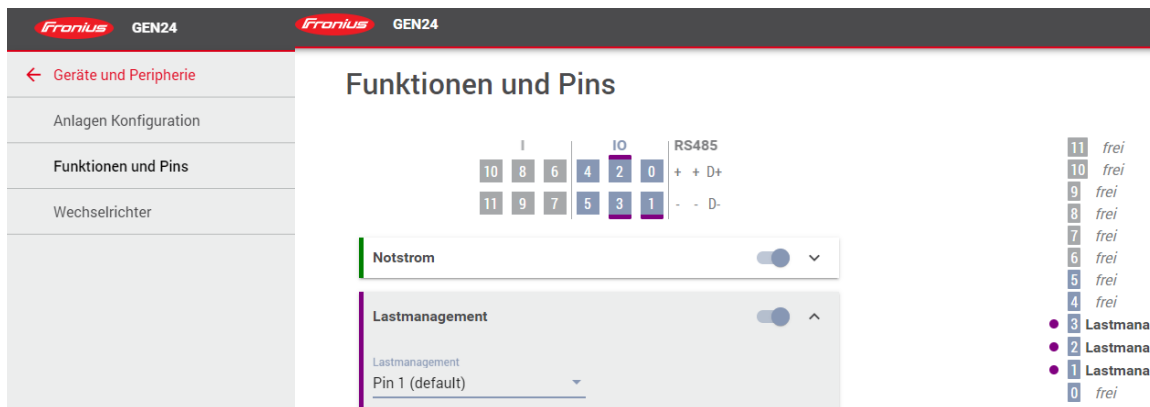 Fronius GEN24
Fronius GEN24
← Geräte und Peripherie
Anlagen Konfiguration
Funktionen und Pins
Wechselrichter
Funktionen und Pins
I IO RS485
10 8 6 4 2 0 + + D+
11 9 7 5 3 1 - - D-
Notstrom
Lastmanagement
Lastmanagement
Pin 1 (default)
11 frei
10 frei
9 frei
8 frei
7 frei
6 frei
5 frei
4 frei
3 Lastmana
2 Lastmana
1 Lastmana
0 frei